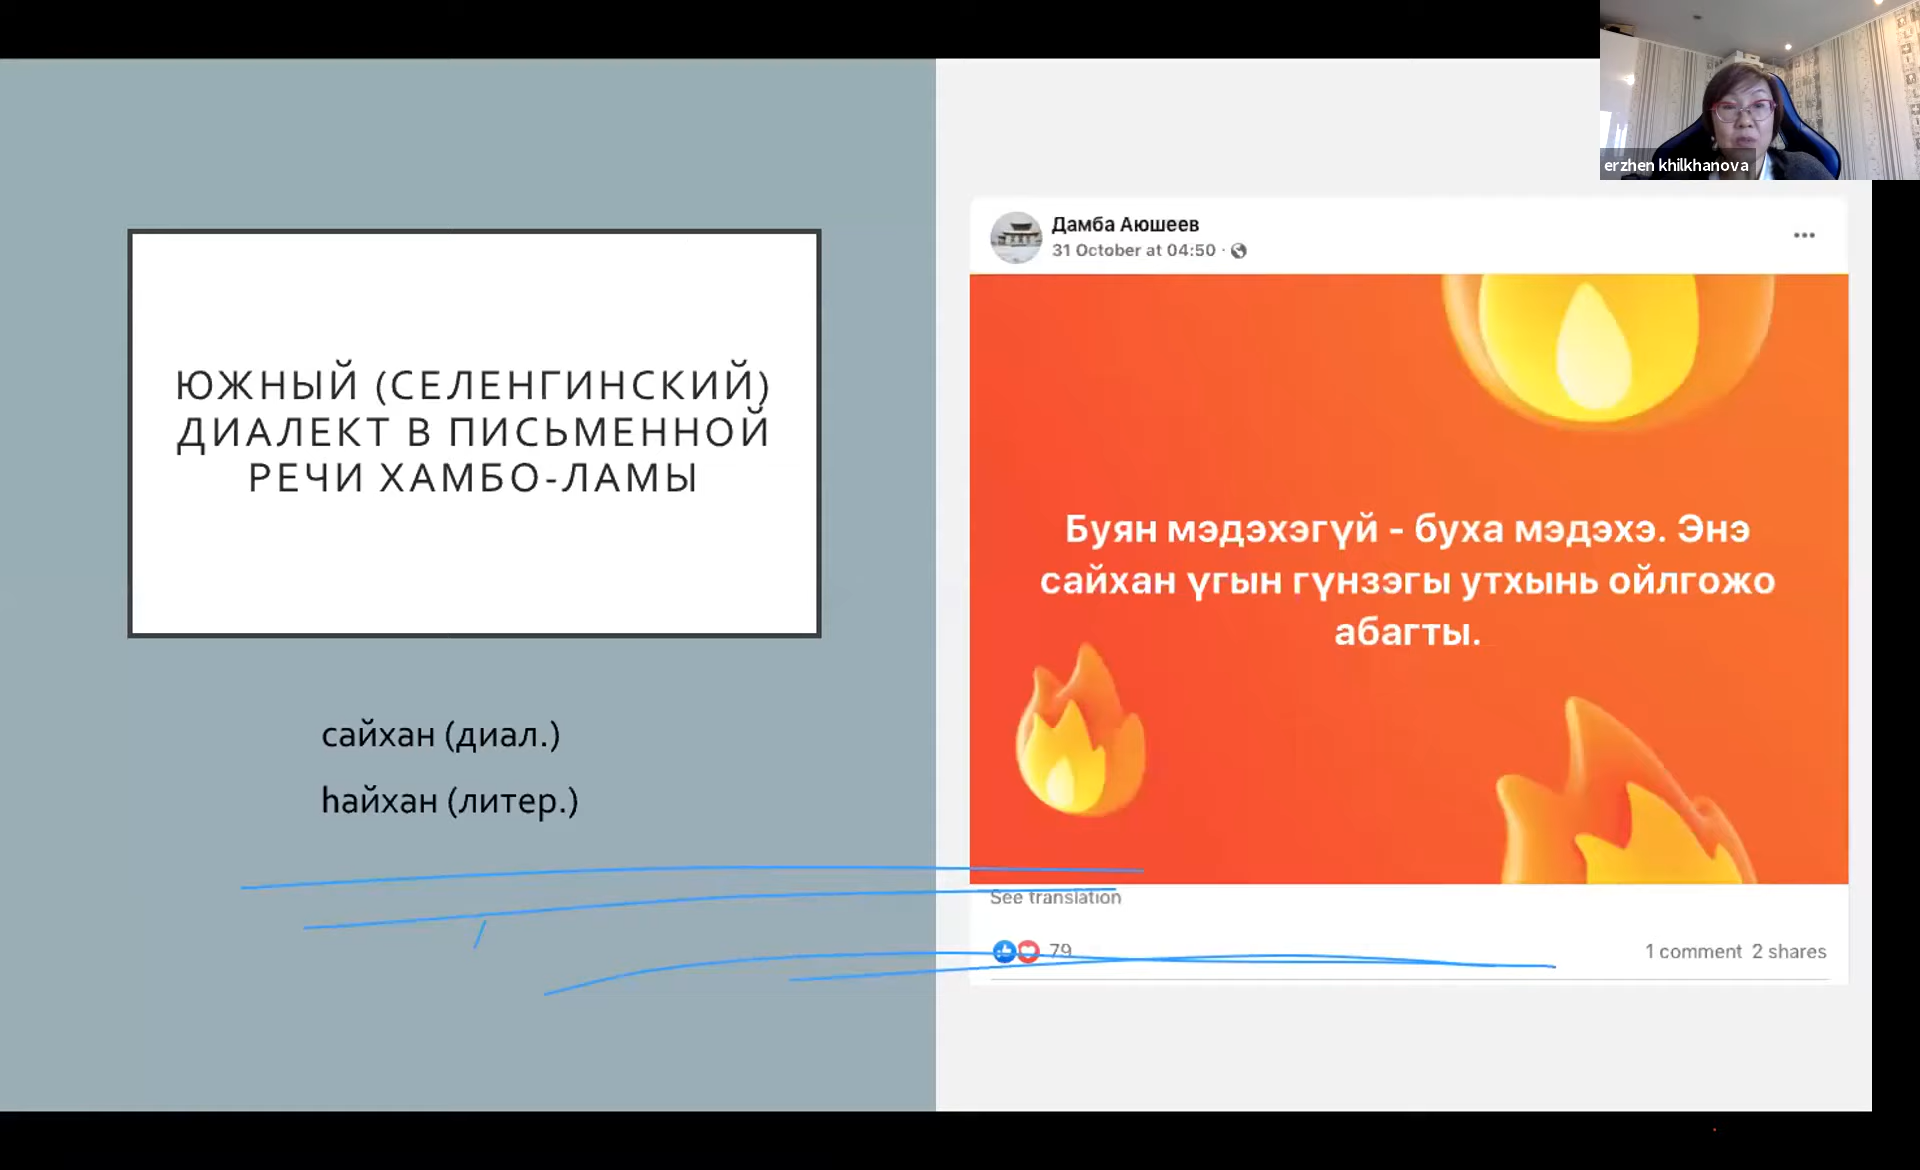 erzhen khilkhanova
ЮЖНЫЙ (СЕЛЕНГИНСКИЙ)
ДИАЛЕКТ В ПИСЬМЕННОЙ
РЕЧИ ХАМБО-ЛАМЫ
сайхан (диал.)
һайхан (литер.)
Дамба Аюшеев
31 October at 04:50 ·
Буян мэдэхэгүй - буха мэдэхэ. Энэ
сайхан үгын гүнзэгы утхынь ойлгожо
абагты.
See translation
79
1 comment 2 shares